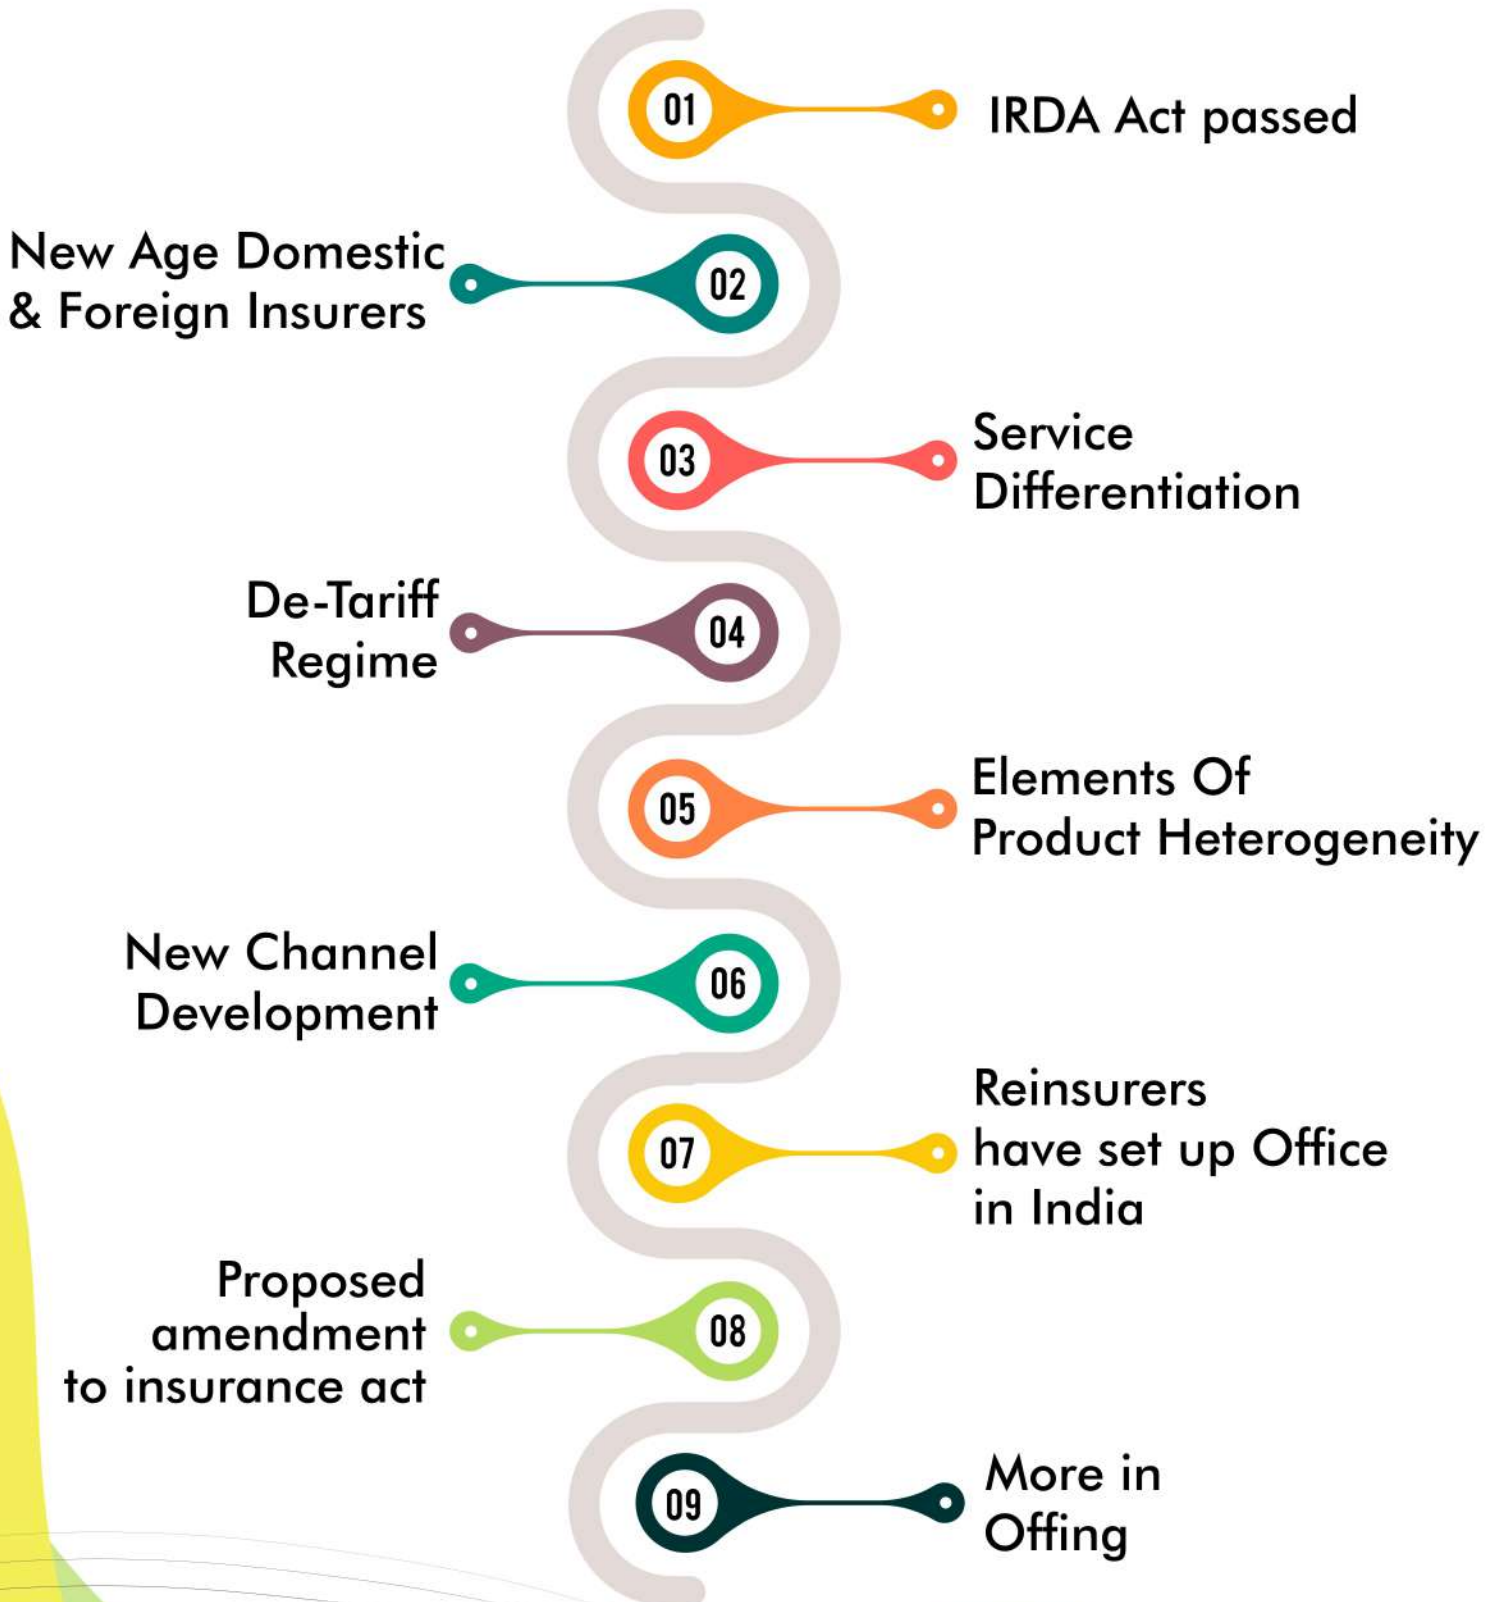 01
IRDA Act passed
New Age Domestic
& Foreign Insurers
02
03
Service
Differentiation
De-Tariff
Regime
04
05
Elements Of
Product Heterogeneity
New Channel
Development
06
07
Reinsurers
have set up Office
in India
Proposed
amendment
to insurance act
08
09
More in
Offing